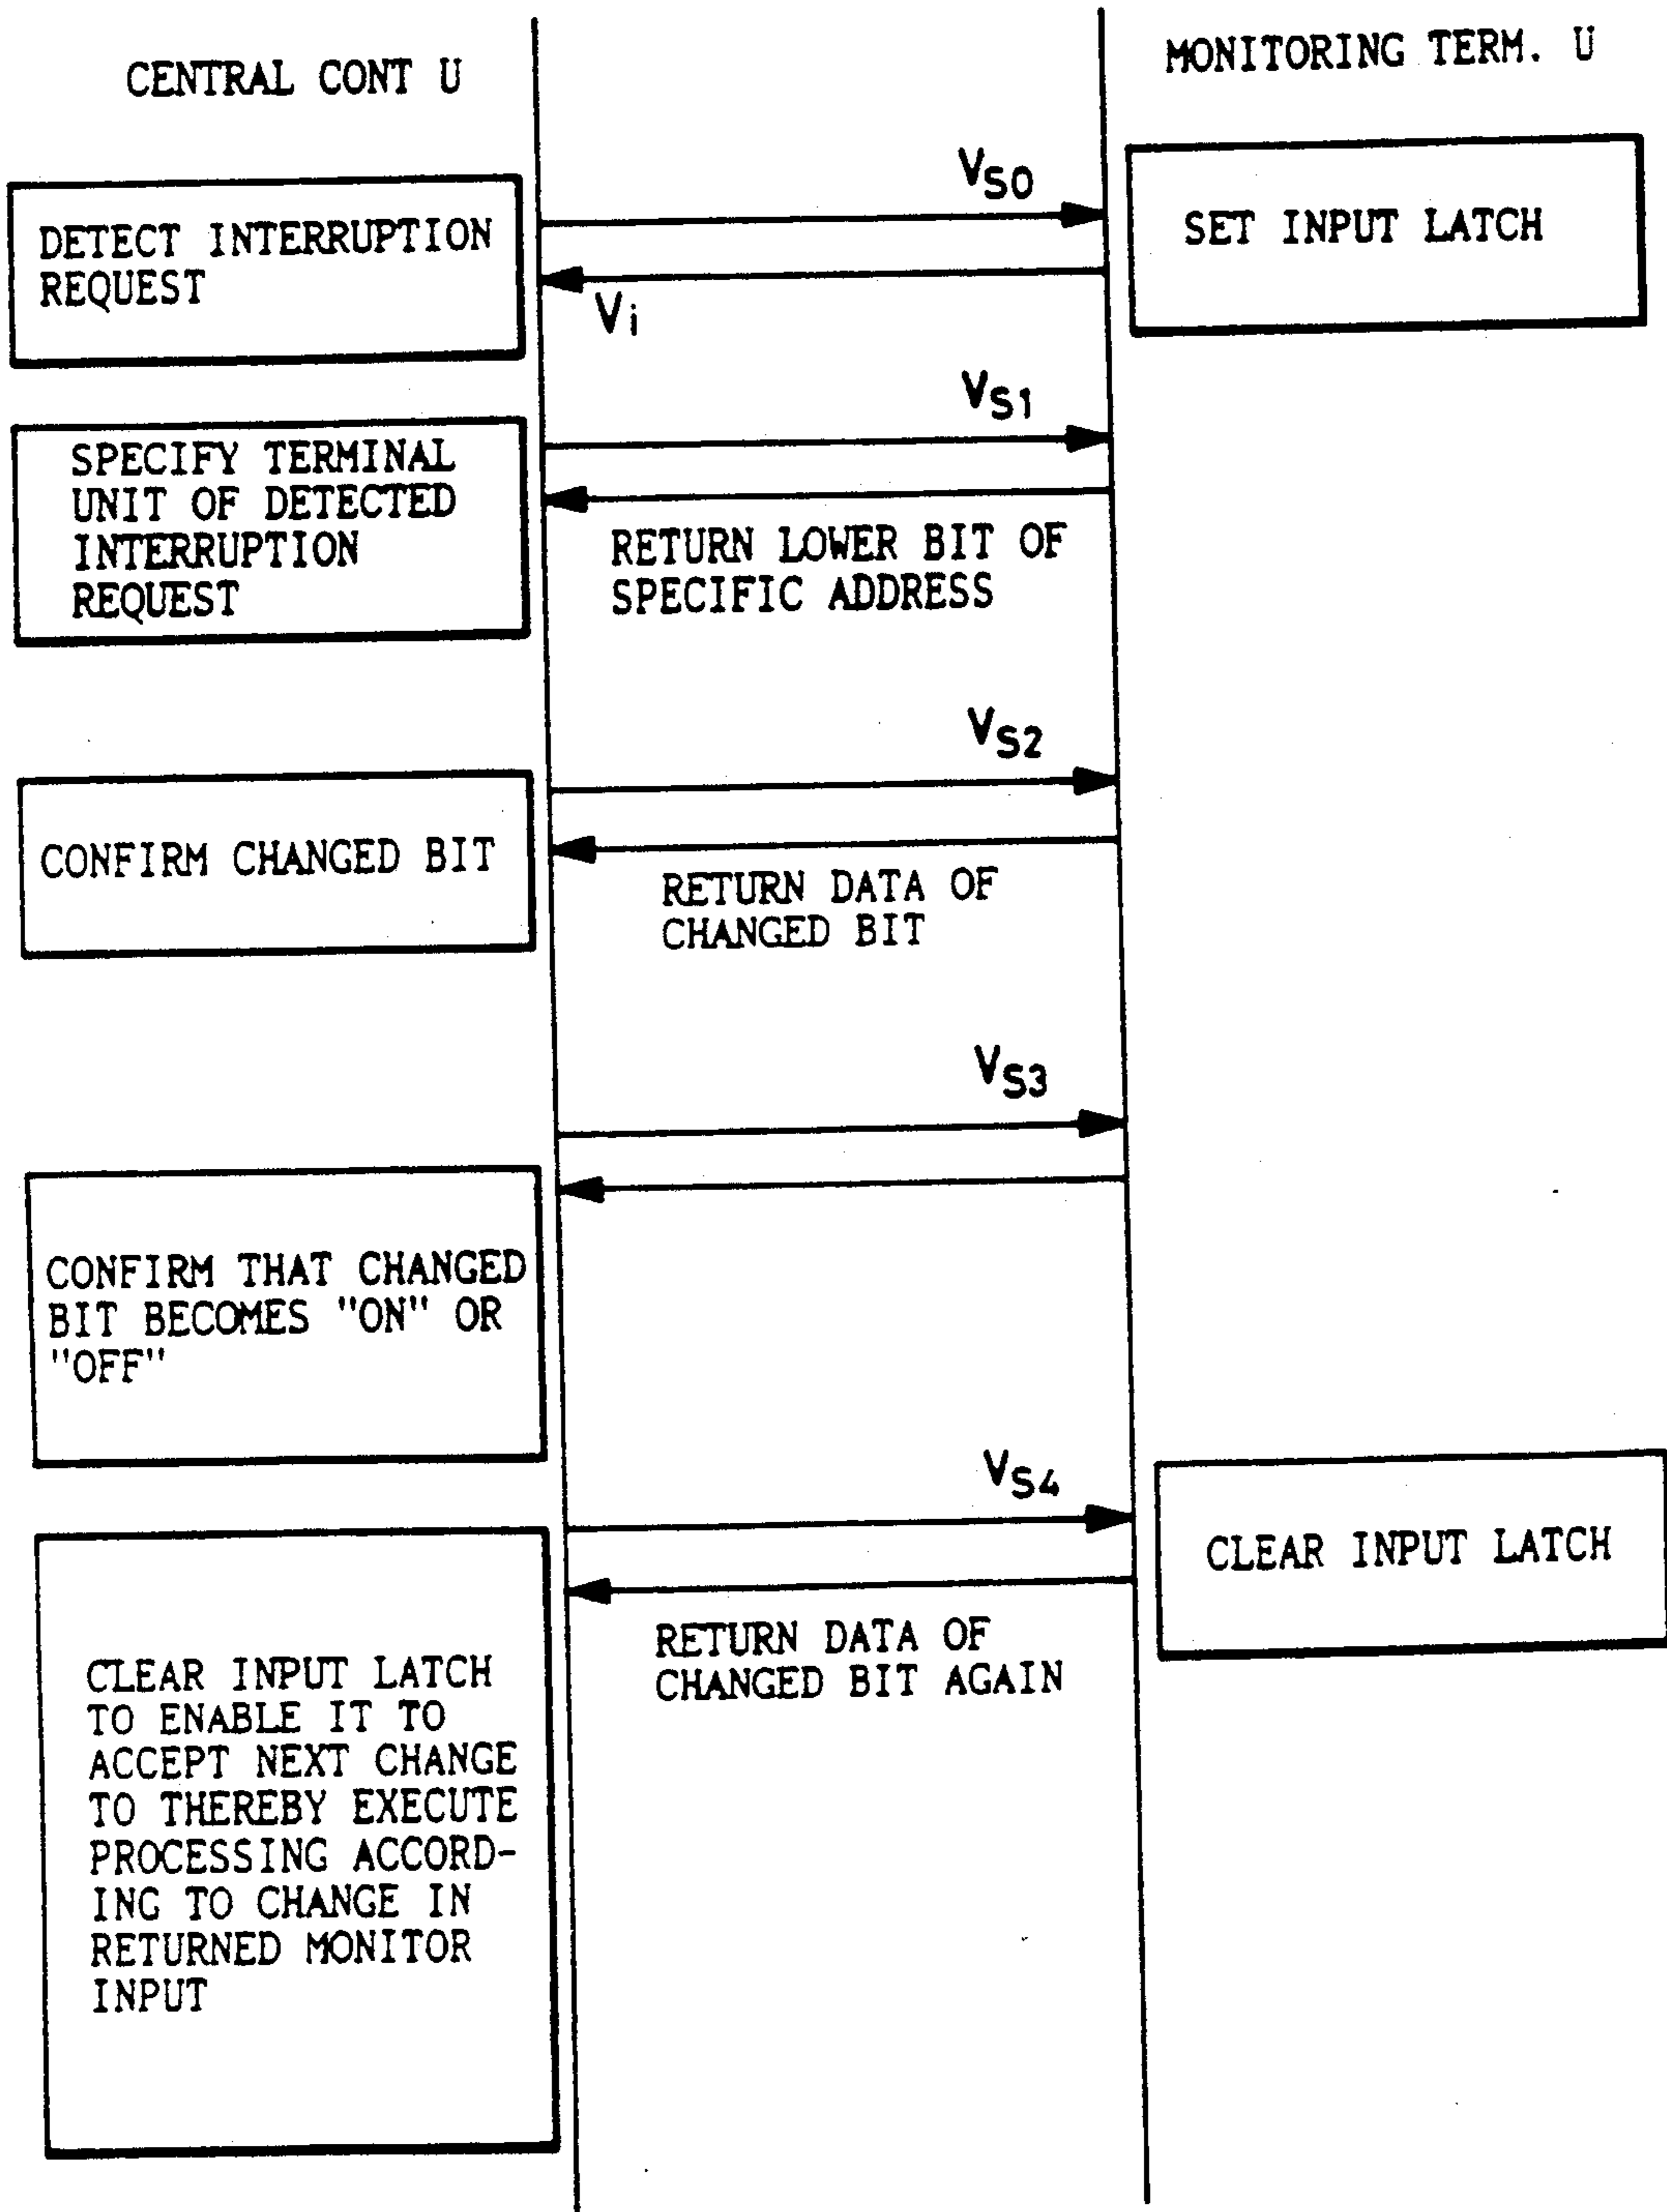 CENTRAL CONT U
MONITORING TERM. U
VS0
DETECT INTERRUPTION
REQUEST
SET INPUT LATCH
Vi
VS1
SPECIFY TERMINAL
UNIT OF DETECTED
INTERRUPTION
REQUEST
RETURN LOWER BIT OF
SPECIFIC ADDRESS
VS2
CONFIRM CHANGED BIT
RETURN DATA OF
CHANGED BIT
VS3
CONFIRM THAT CHANGED
BIT BECOMES "ON" OR
"OFF"
VS4
CLEAR INPUT LATCH
RETURN DATA OF
CHANGED BIT AGAIN
CLEAR INPUT LATCH
TO ENABLE IT TO
ACCEPT NEXT CHANGE
TO THEREBY EXECUTE
PROCESSING ACCORD-
ING TO CHANGE IN
RETURNED MONITOR
INPUT